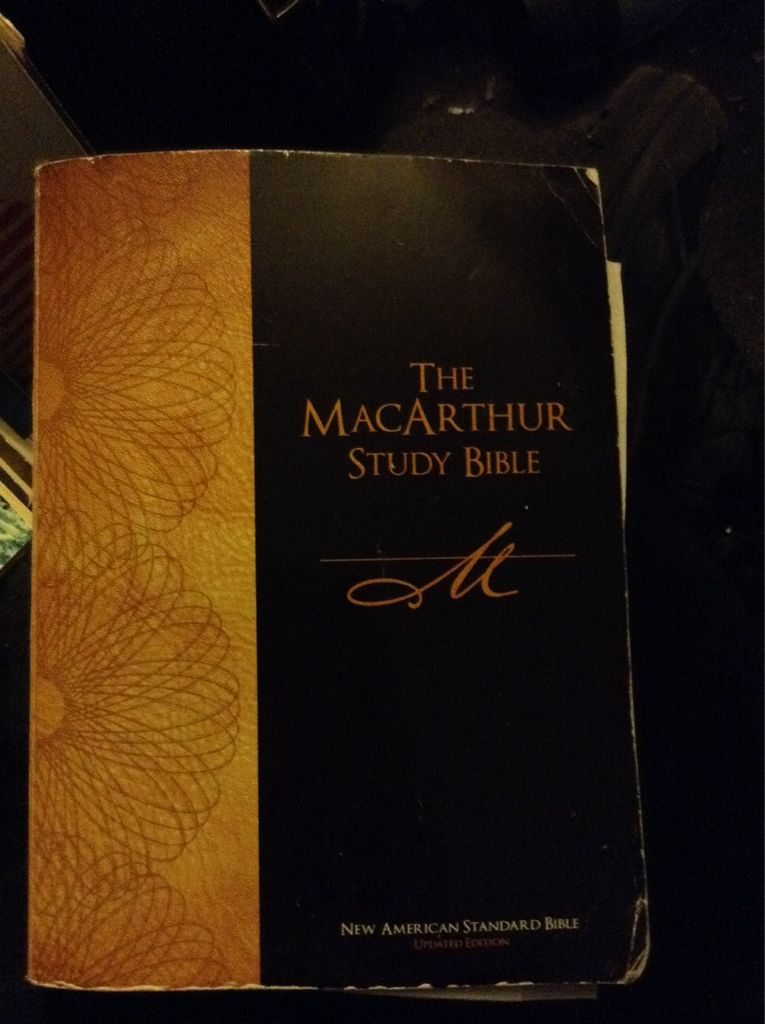 THE
MACARTHUR
STUDY BIBLE
M
NEW AMERICAN STANDARD BIBLE
UPDATED EDITION